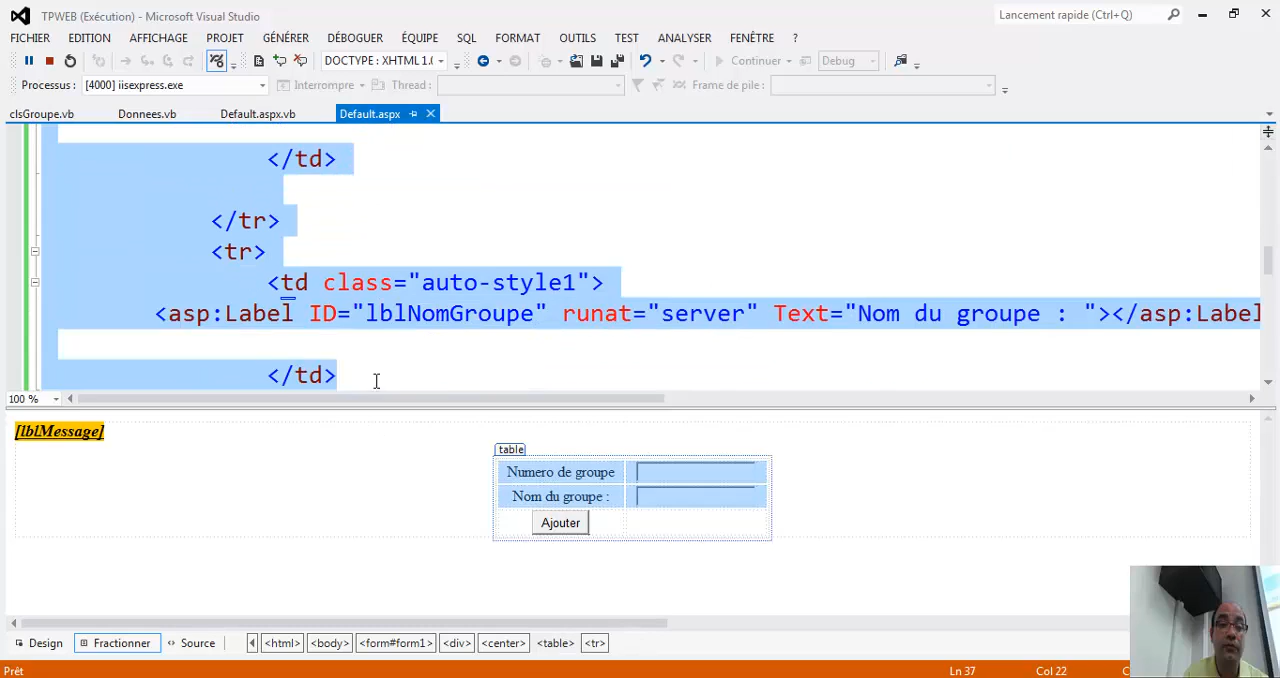 TPWEB (Exécution) - Microsoft Visual Studio
Lancement rapide (Ctrl+Q)
FICHIER EDITION AFFICHAGE PROJET GÉNÉRER DÉBOGUER ÉQUIPE SQL FORMAT OUTILS TEST ANALYSER FENÊTRE ?
DOCTYPE : XHTML 1.( Continuer Debug
Processus : [4000] iisexpress.exe Interrompre Thread : Frame de pile :
clsGroupe.vb Donnees.vb Default.aspx.vb Default.aspx
</td>
</tr>
<tr>
<td class="auto-style1">
<asp:Label ID="lblNomGroupe" runat="server" Text="Nom du groupe : "></asp:Label
</td>
100 %
[lblMessage]
table
Numero de groupe
Nom du groupe :
Ajouter
Design Fractionner Source <html> <body> <form#form1> <div> <center> <table> <tr>
Prêt Ln 37 Col 22 C